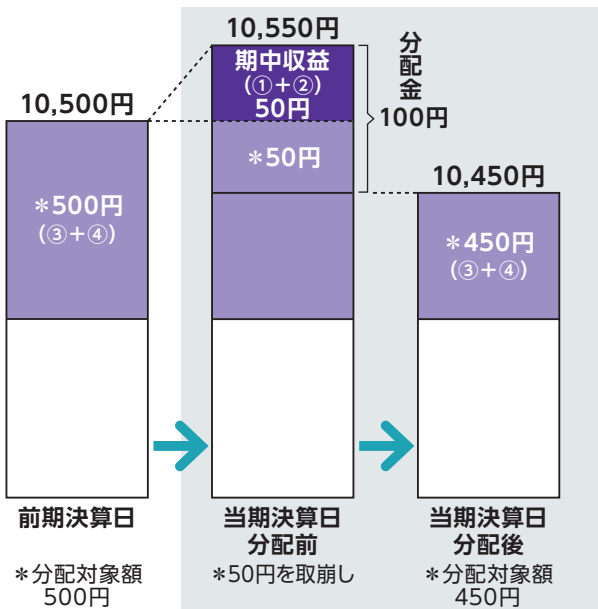 10,500円
*500円
(③+④)
前期決算日
*分配対象額
500円
10,550円
期中収益
(①+②)
50円
*50円
分配金
100円
当期決算日
分配前
*50円を取崩し
10,450円
*450円
(③+④)
当期決算日
分配後
*分配対象額
450円